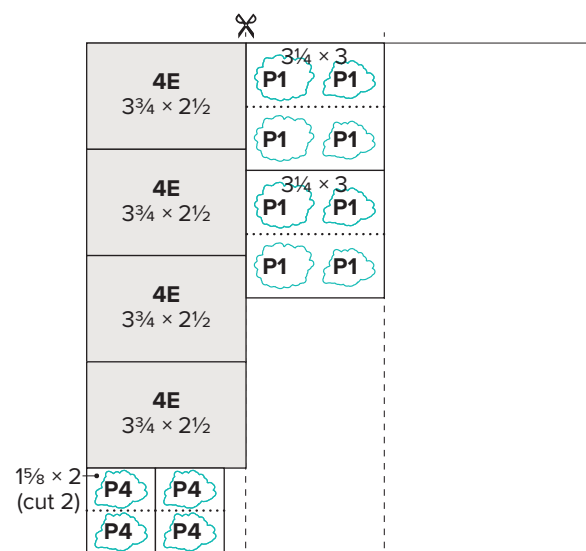 4E
3¾ × 2½
4E
3¾ × 2½
4E
3¾ × 2½
4E
3¾ × 2½
3¼ × 3
P1 P1
P1 P1
3¼ × 3
P1 P1
P1 P1
1⅝ × 2
(cut 2)
P4 P4
P4 P4